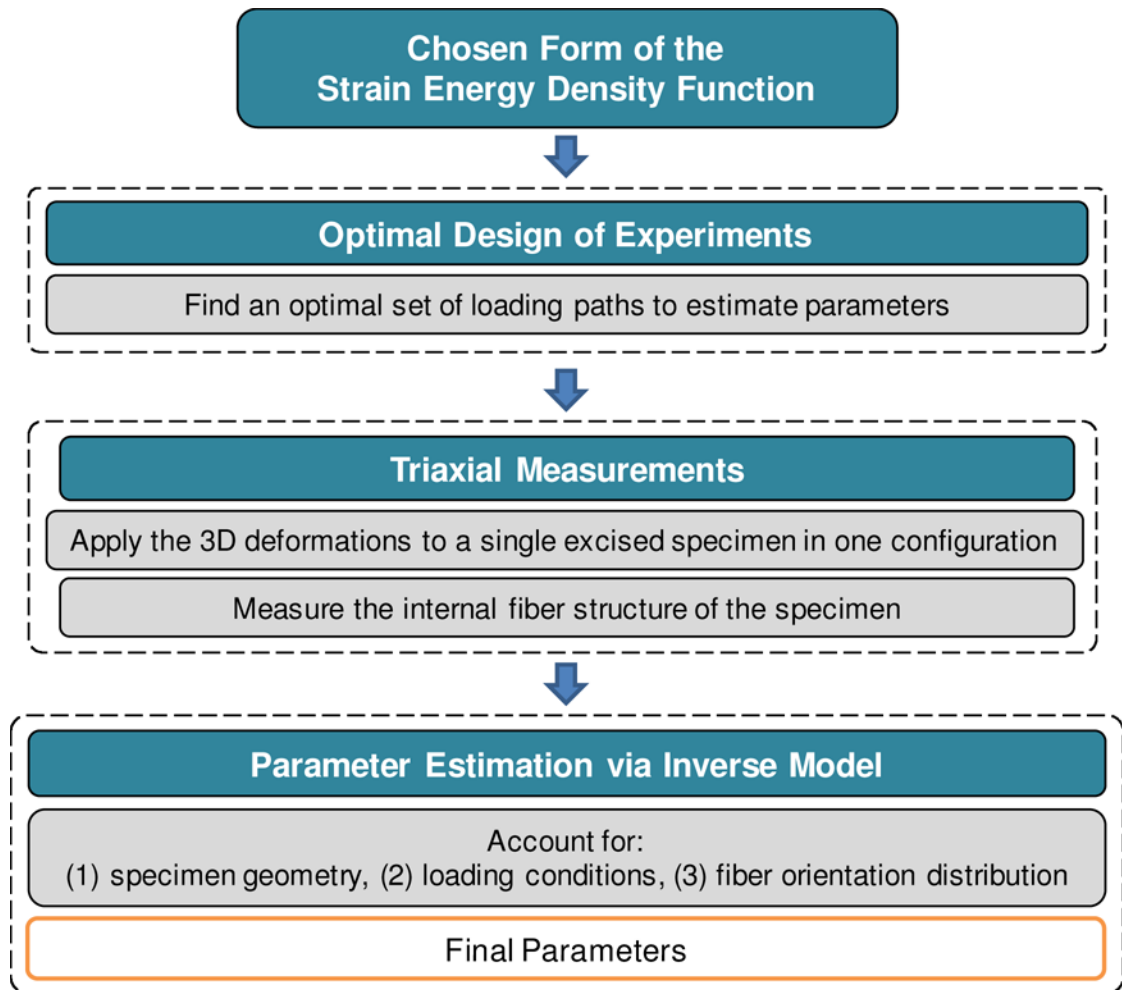 Chosen Form of the
Strain Energy Density Function
Optimal Design of Experiments
Find an optimal set of loading paths to estimate parameters
Triaxial Measurements
Apply the 3D deformations to a single excised specimen in one configuration
Measure the internal fiber structure of the specimen
Parameter Estimation via Inverse Model
Account for:
(1) specimen geometry, (2) loading conditions, (3) fiber orientation distribution
Final Parameters